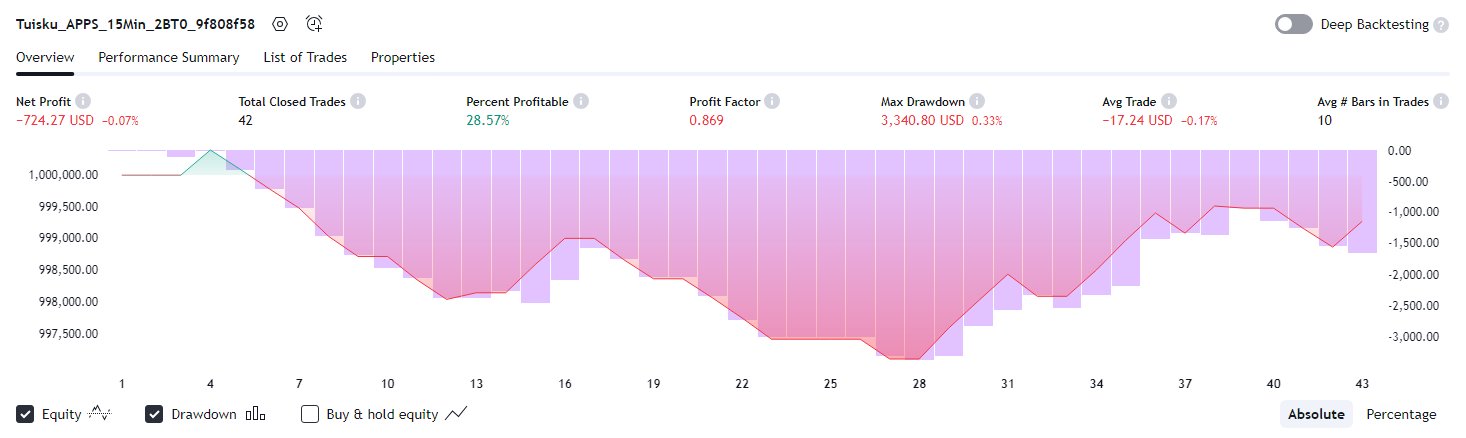 Tuisku_APPS_15Min_2BT0_9f808f58
Deep Backtesting
Overview Performance Summary List of Trades Properties
Net Profit Total Closed Trades Percent Profitable Profit Factor Max Drawdown Avg Trade Avg # Bars in Trades
−724.27 USD −0.07% 42 28.57% 0.869 3,340.80 USD 0.33% −17.24 USD −0.17% 10
0.00
1,000,000.00
-500.00
999,500.00
-1,000.00
999,000.00
-1,500.00
998,500.00
-2,000.00
998,000.00
-2,500.00
997,500.00
-3,000.00
1 4 7 10 13 16 19 22 25 28 31 34 37 40 43
Equity Drawdown Buy & hold equity Absolute Percentage